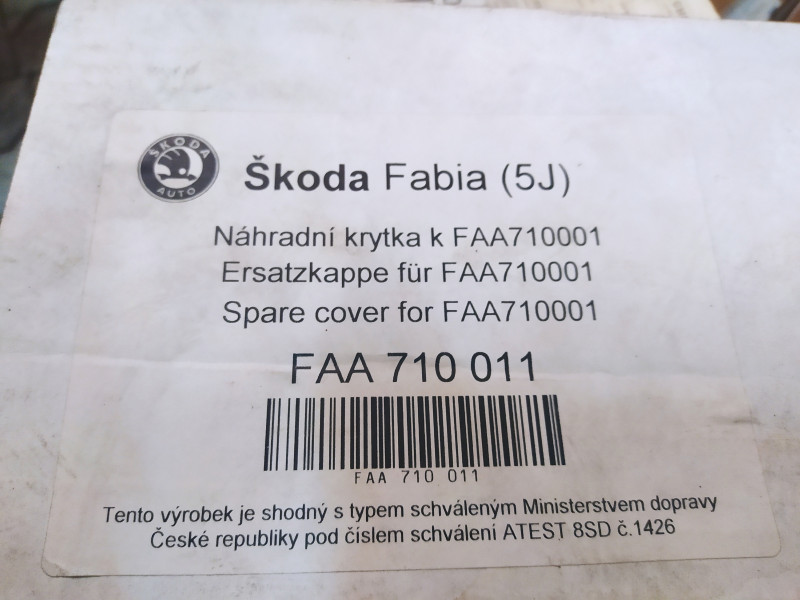 ŠKODA
AUTO
Škoda Fabia (5J)
Náhradní krytka k FAA710001
Ersatzkappe für FAA710001
Spare cover for FAA710001
FAA 710 011
FAA 710 011
Tento výrobek je shodný s typem schváleným Ministerstvem dopravy
České republiky pod číslem schválení ATEST 8SD č.1426